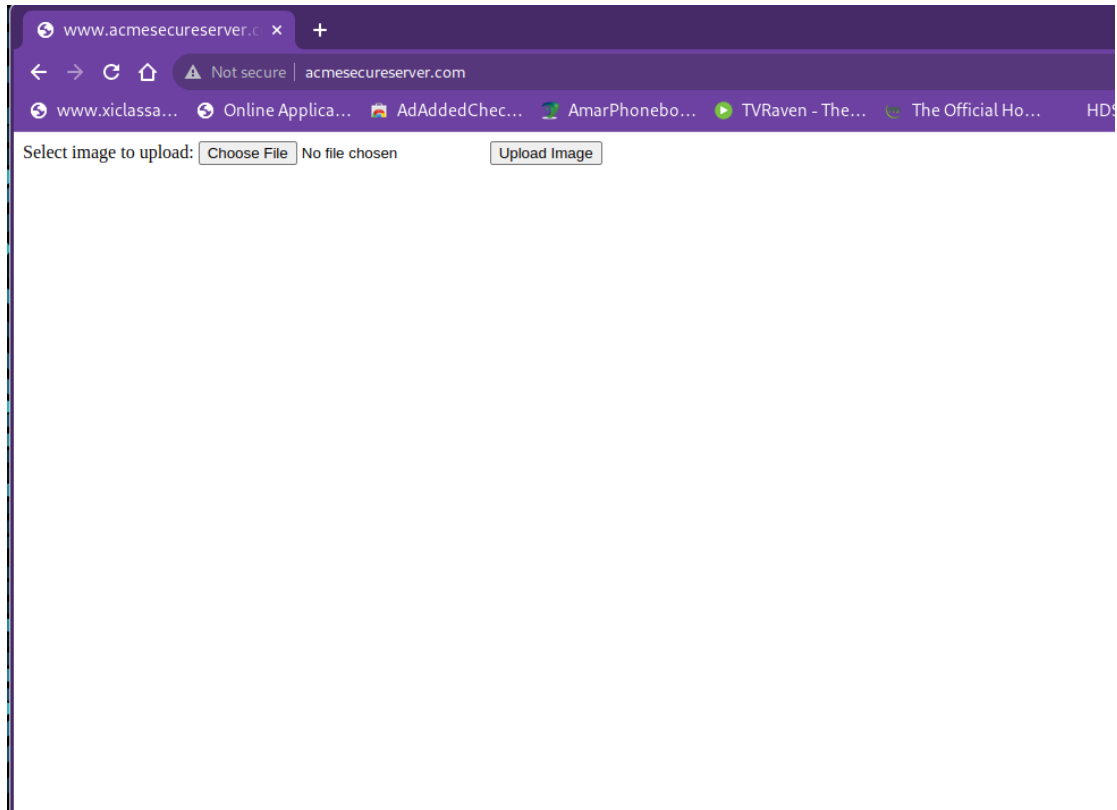 www.acmesecureserver.c
Not secure acmesecureserver.com
www.xiclassa... Online Applica... AdAddedChec... AmarPhonebo... TVRaven - The... The Official Ho... HDS
Select image to upload: Choose File No file chosen Upload Image